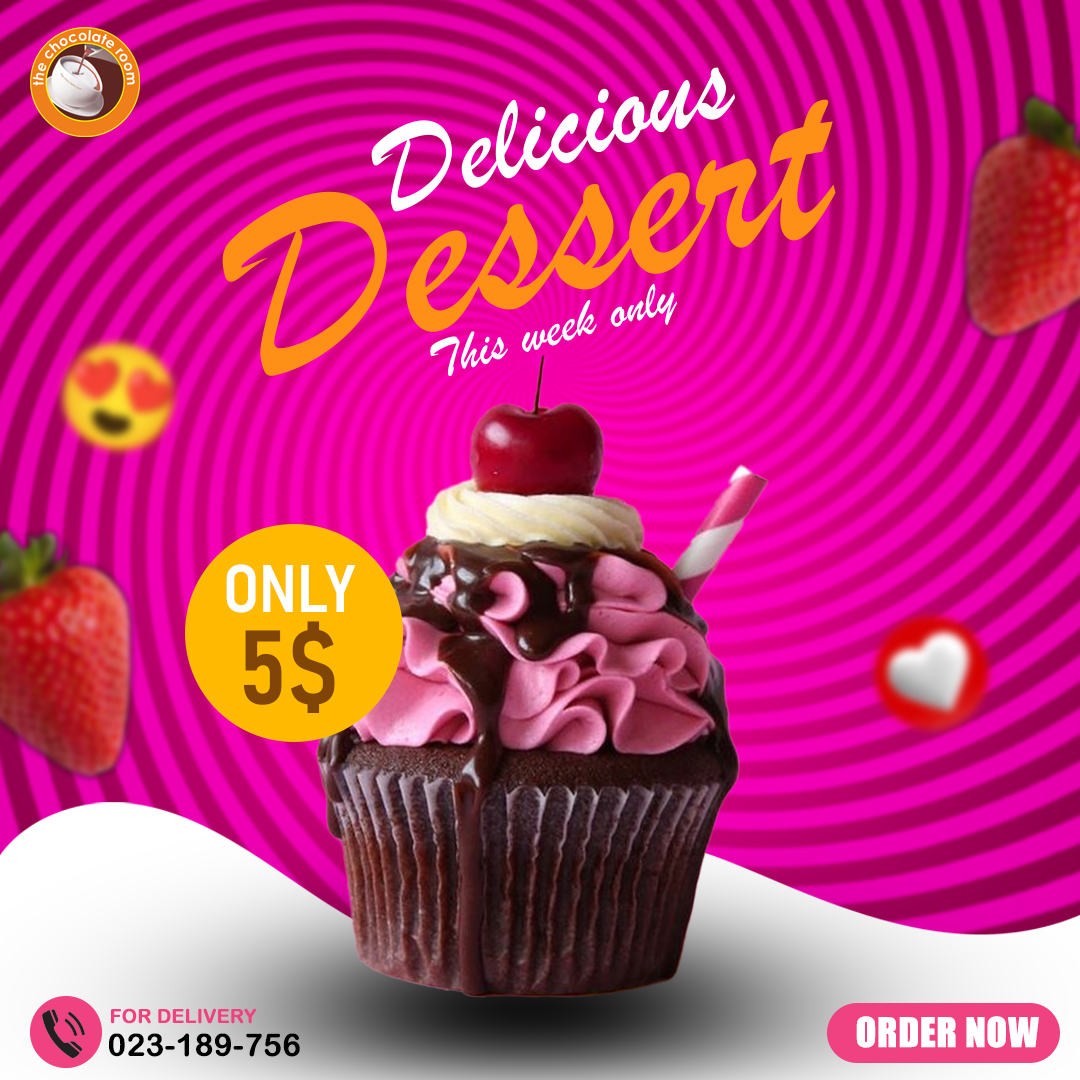 the chocolate room
Delicious
Dessert
This week only
ONLY
5$
FOR DELIVERY
023-189-756
ORDER NOW